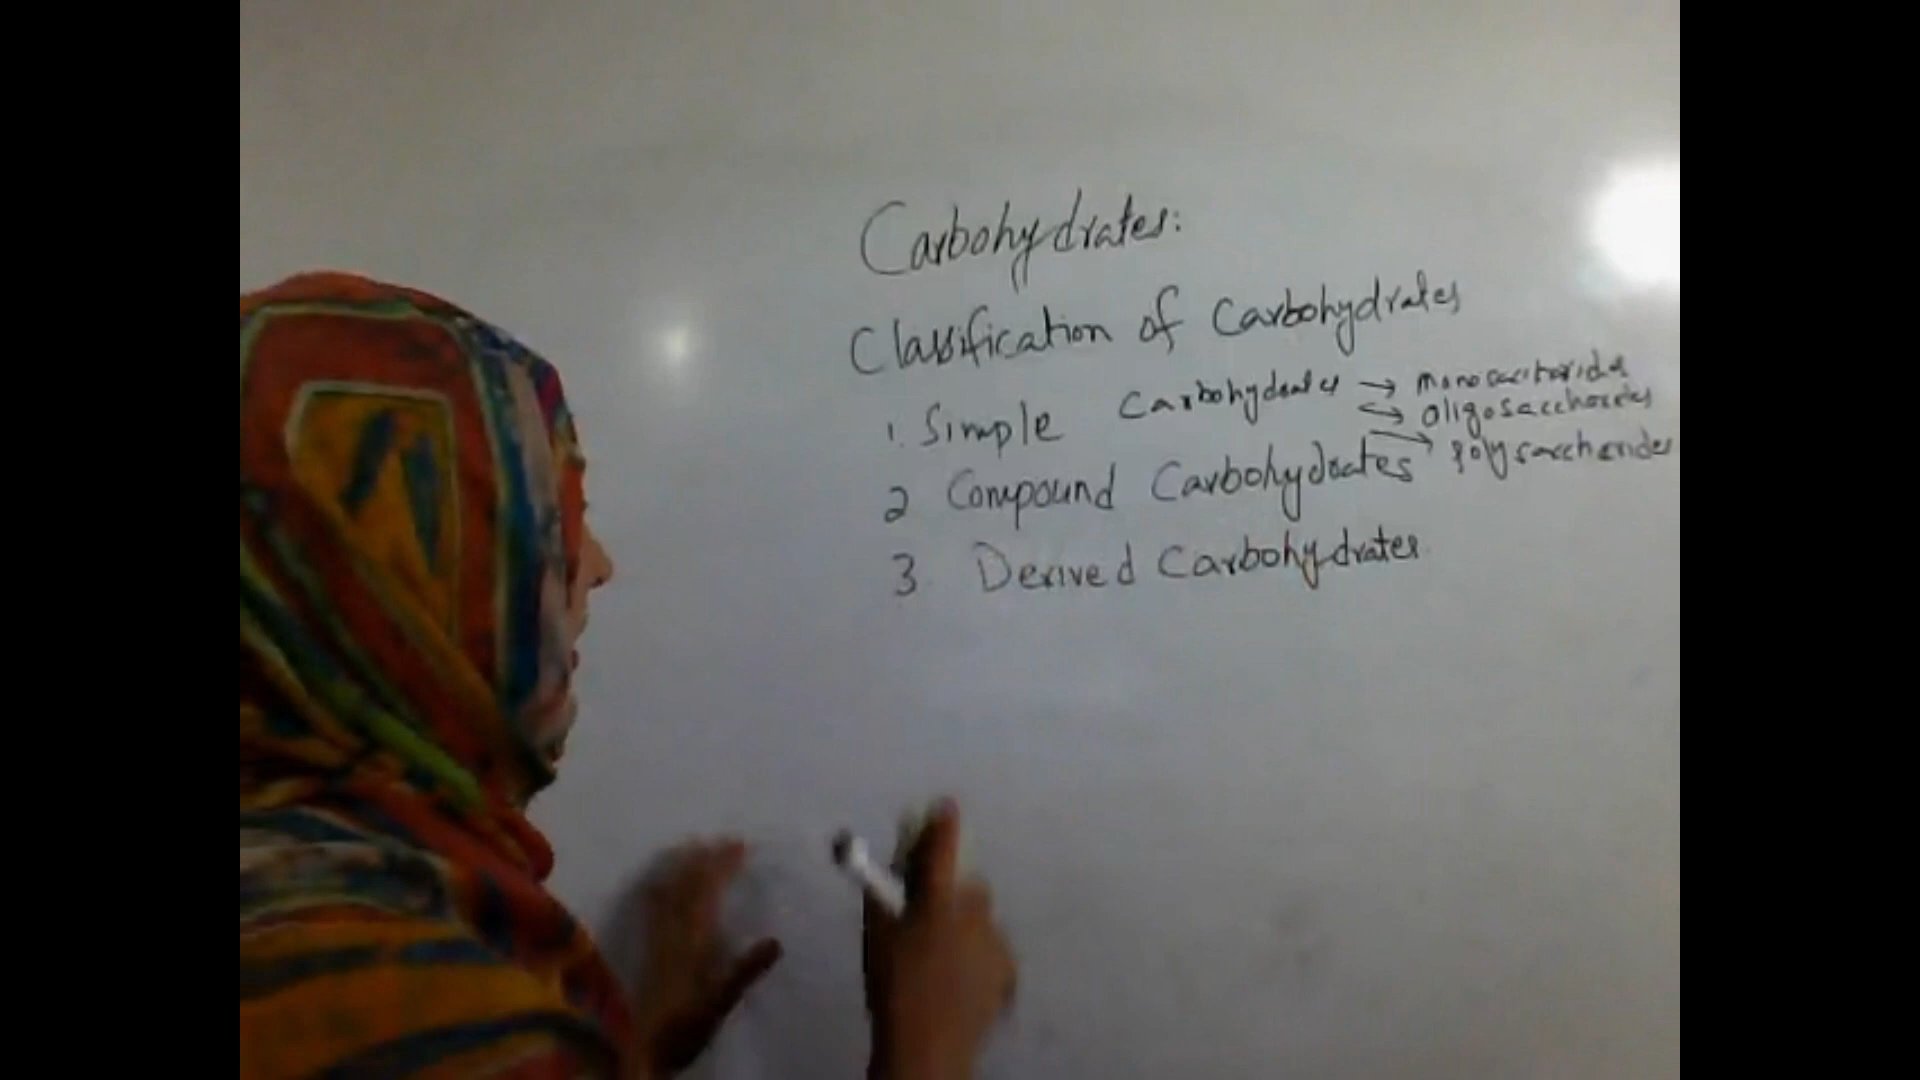 Carbohydrates:
Classification of Carbohydrates
1. Simple Carbohydrates → monosaccharides
→ oligosaccharides
→ polysaccharides
2 Compound Carbohydrates
3. Derived Carbohydrates